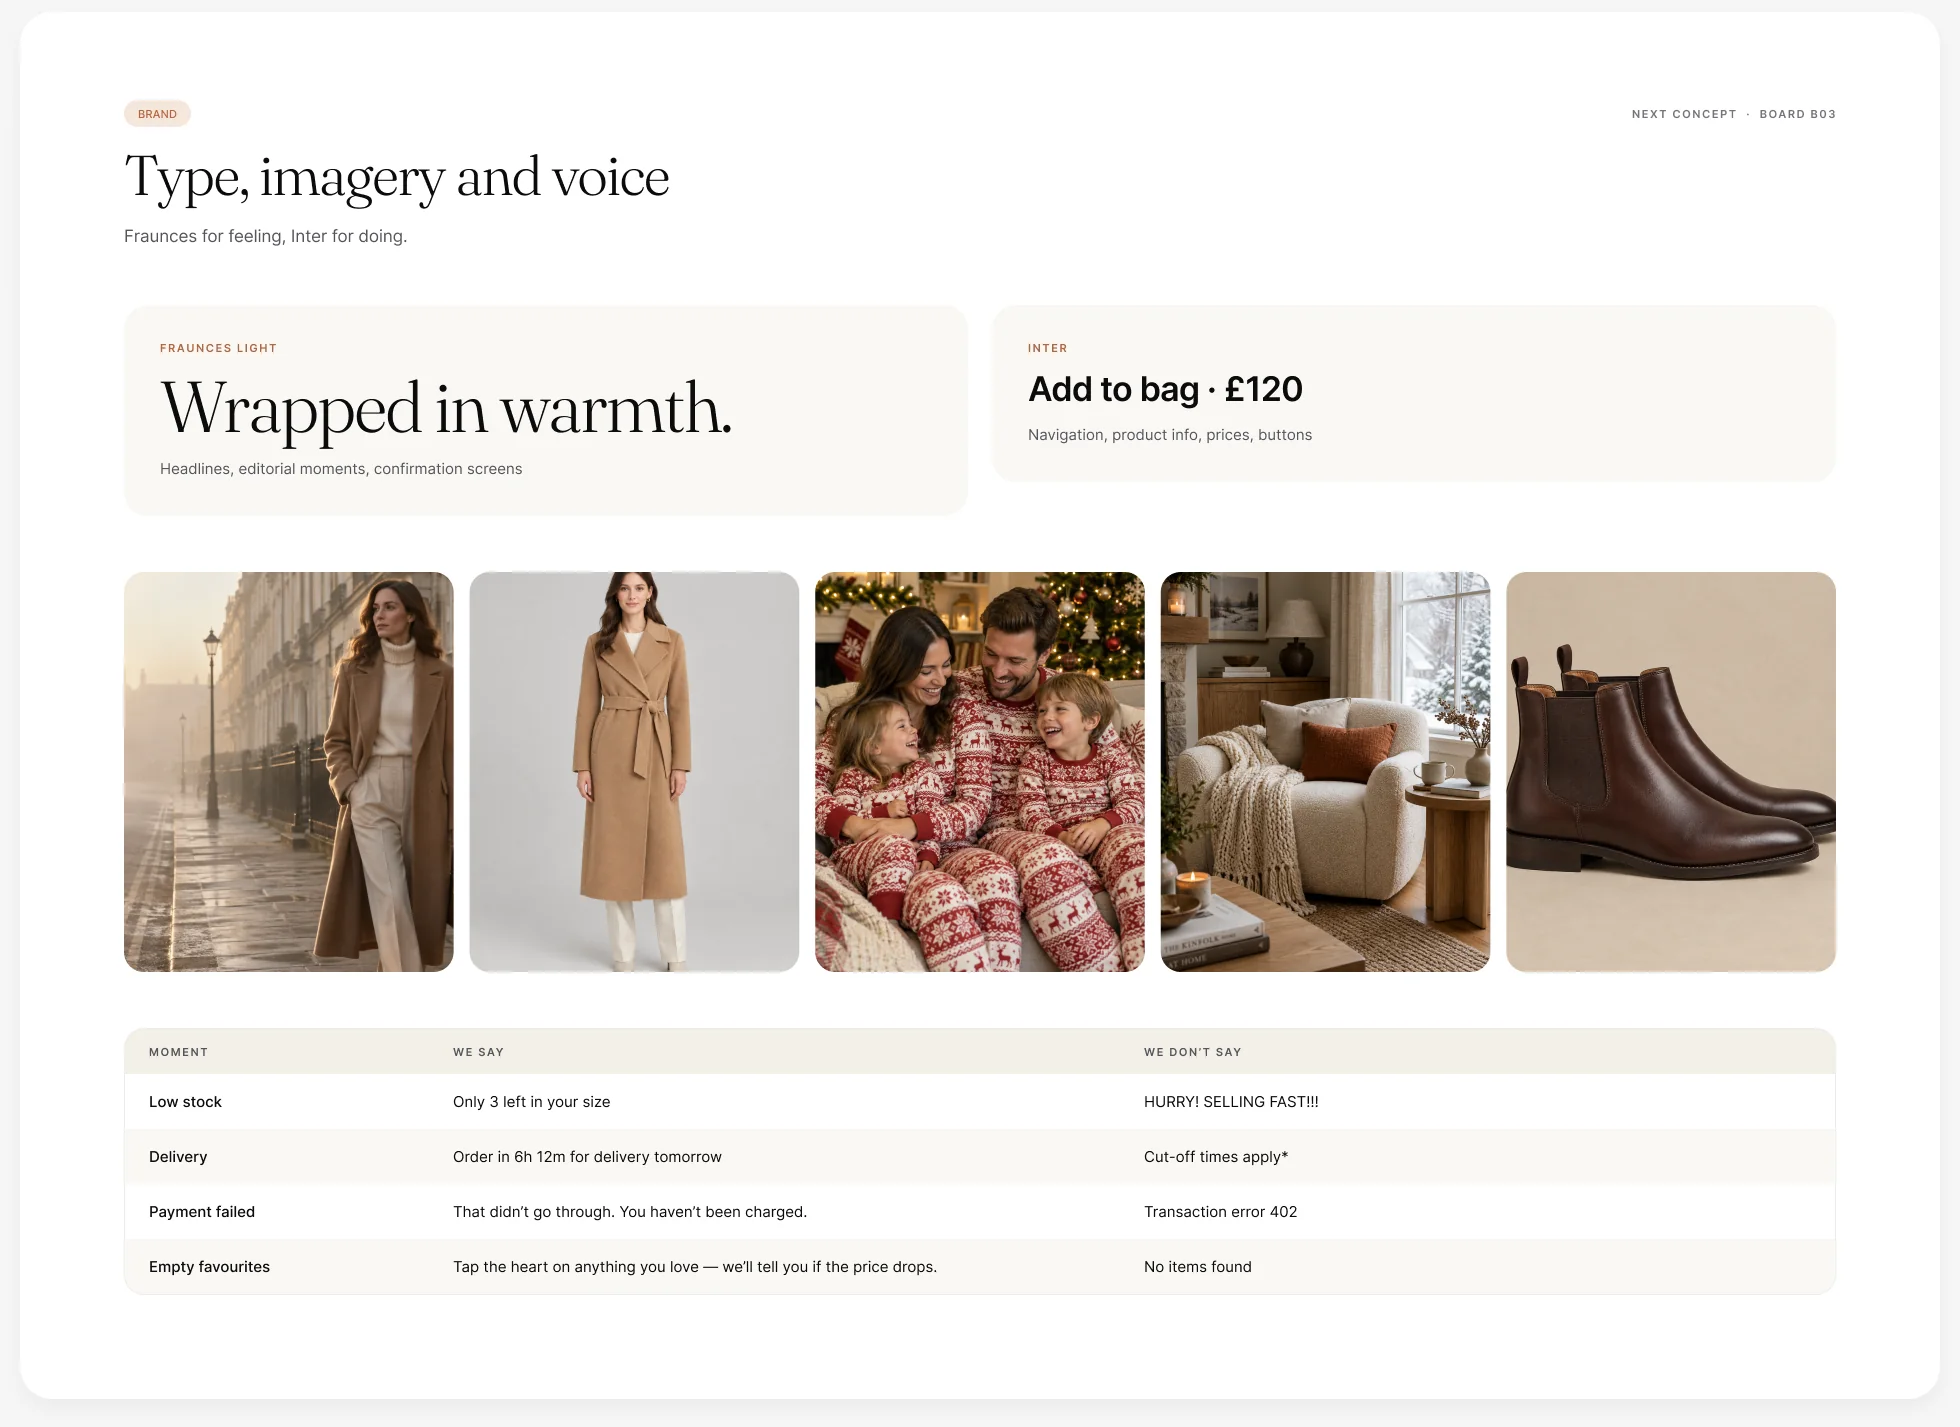 BRAND
NEXT CONCEPT · BOARD B03
Type, imagery and voice
Fraunces for feeling, Inter for doing.
FRAUNCES LIGHT
Wrapped in warmth.
Headlines, editorial moments, confirmation screens
INTER
Add to bag · £120
Navigation, product info, prices, buttons
THE KINFOLK
AT HOME
MOMENT WE SAY WE DON’T SAY
Low stock Only 3 left in your size HURRY! SELLING FAST!!!
Delivery Order in 6h 12m for delivery tomorrow Cut-off times apply*
Payment failed That didn’t go through. You haven’t been charged. Transaction error 402
Empty favourites Tap the heart on anything you love — we’ll tell you if the price drops. No items found